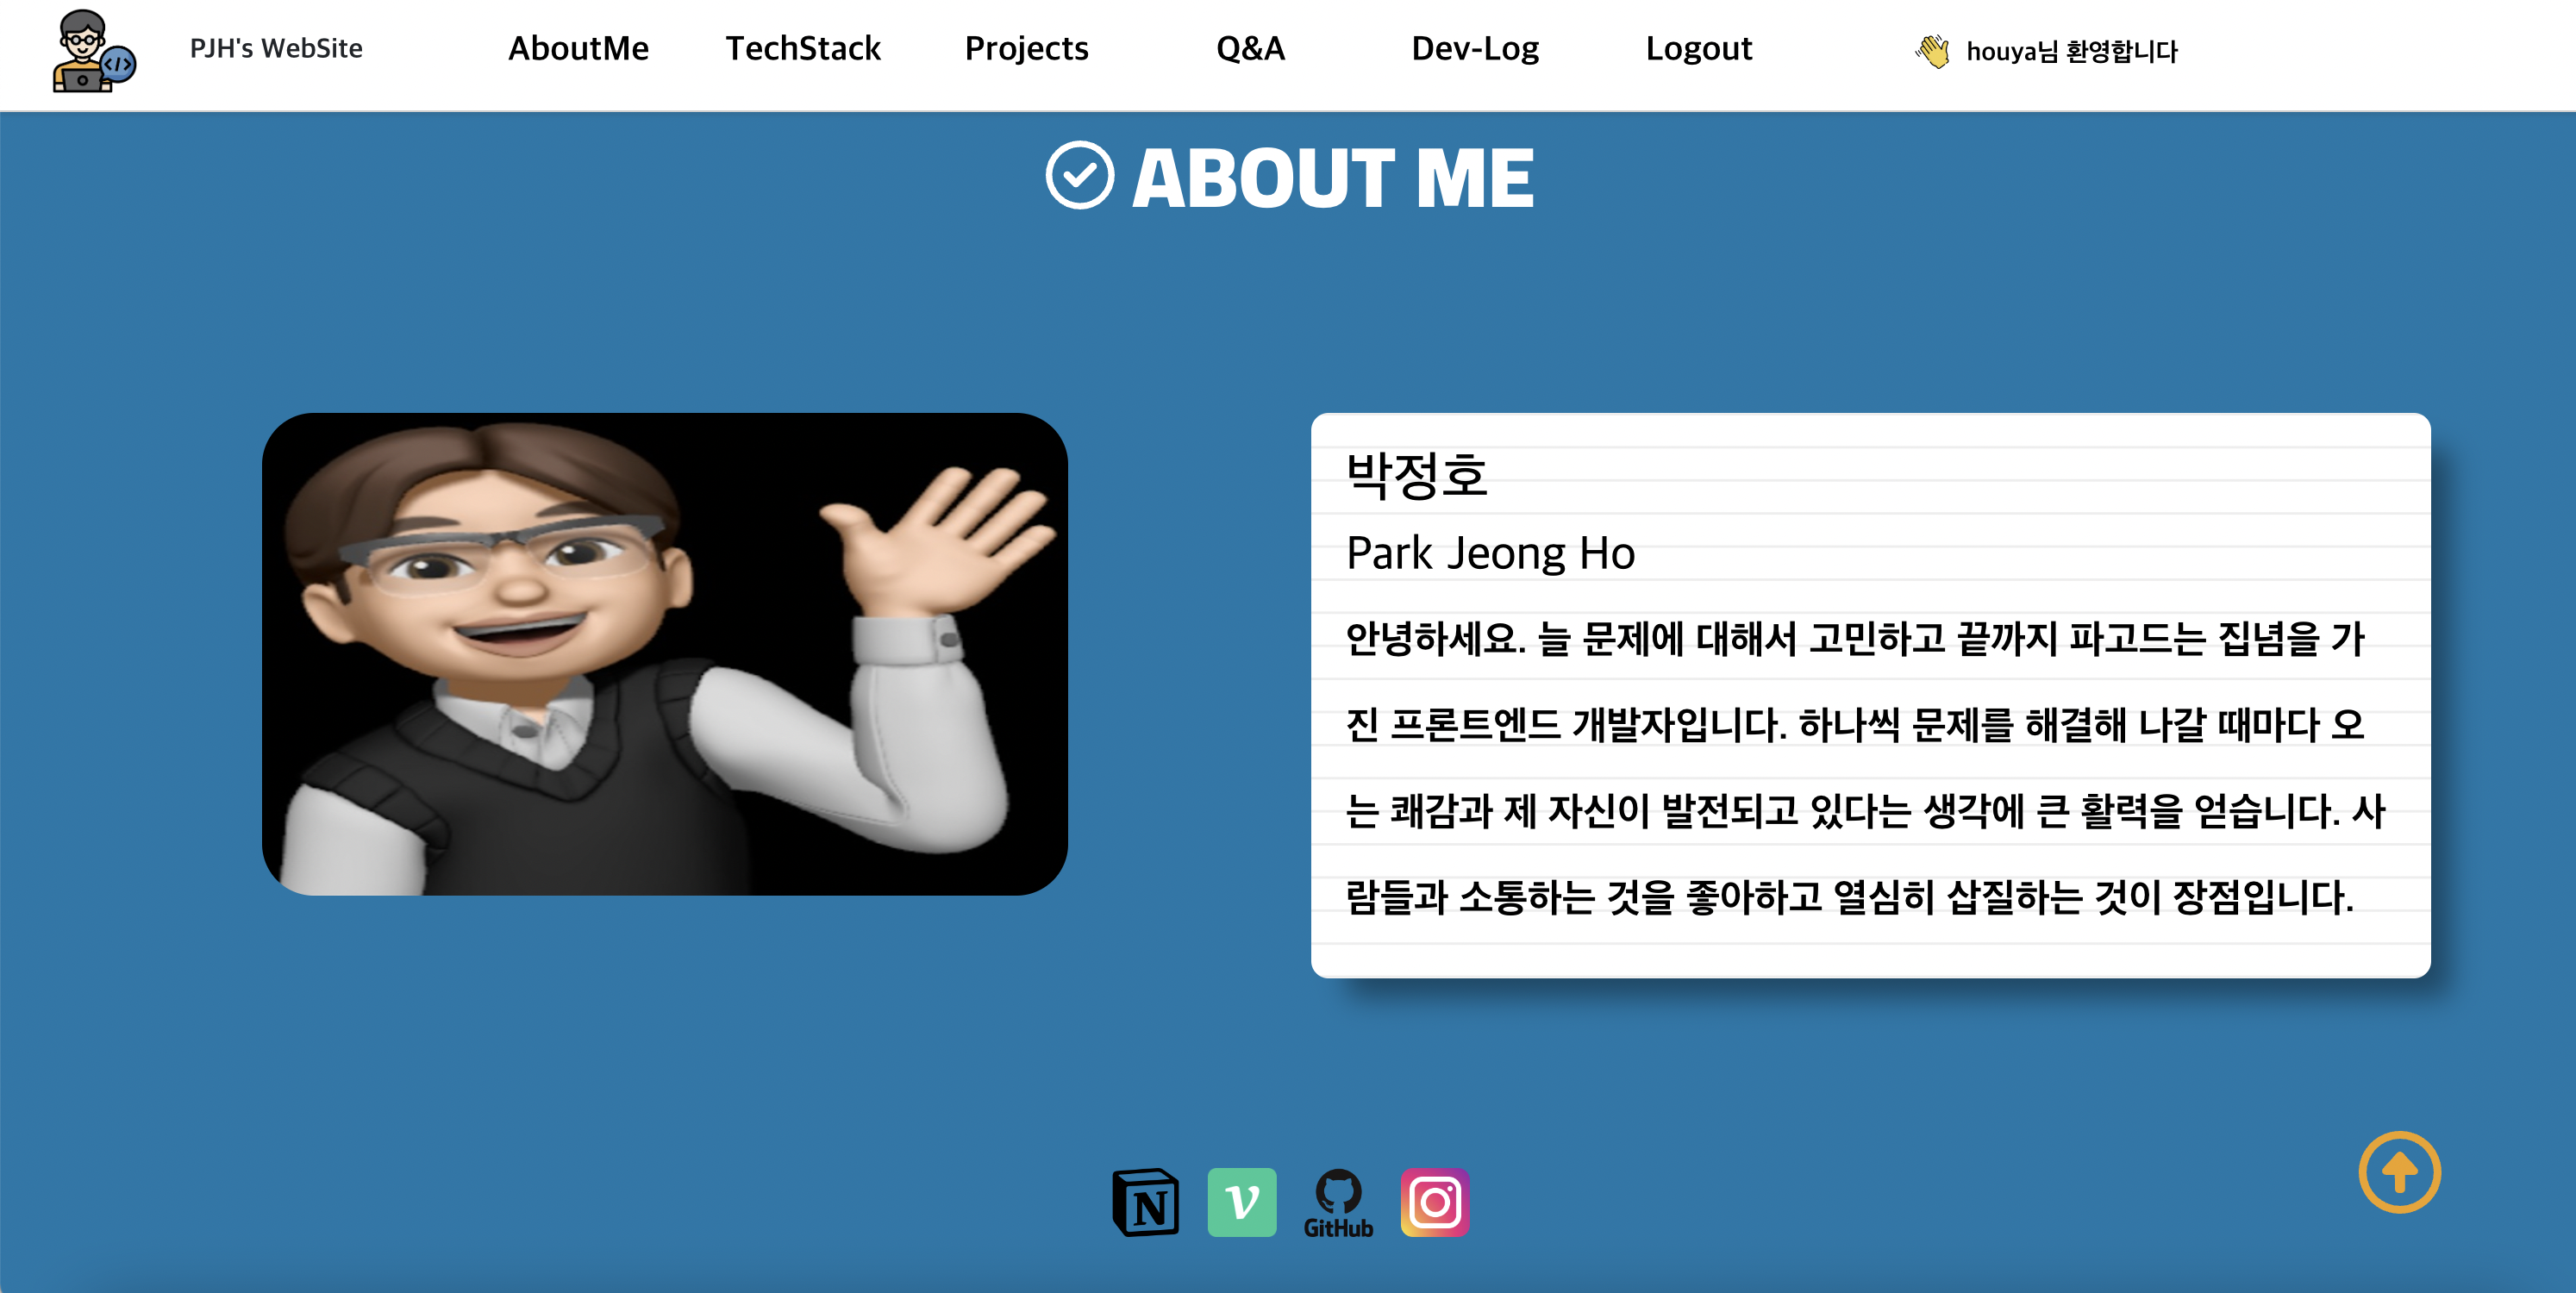 PJH's WebSite
AboutMe
TechStack
Projects
Q&A
Dev-Log
Logout
houya님 환영합니다
ABOUT ME
박정호
Park Jeong Ho
안녕하세요. 늘 문제에 대해서 고민하고 끝까지 파고드는 집념을 가
진 프론트엔드 개발자입니다. 하나씩 문제를 해결해 나갈 때마다 오
는 쾌감과 제 자신이 발전되고 있다는 생각에 큰 활력을 얻습니다. 사
람들과 소통하는 것을 좋아하고 열심히 삽질하는 것이 장점입니다.
N
v
GitHub